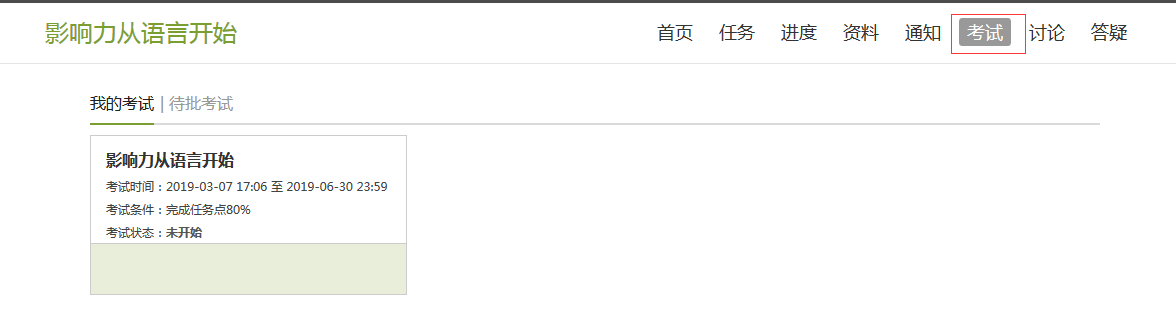 影响力从语言开始 首页 任务 进度 资料 通知 考试 讨论 答疑
我的考试 | 待批考试
影响力从语言开始
考试时间：2019-03-07 17:06 至 2019-06-30 23:59
考试条件：完成任务点80%
考试状态：未开始